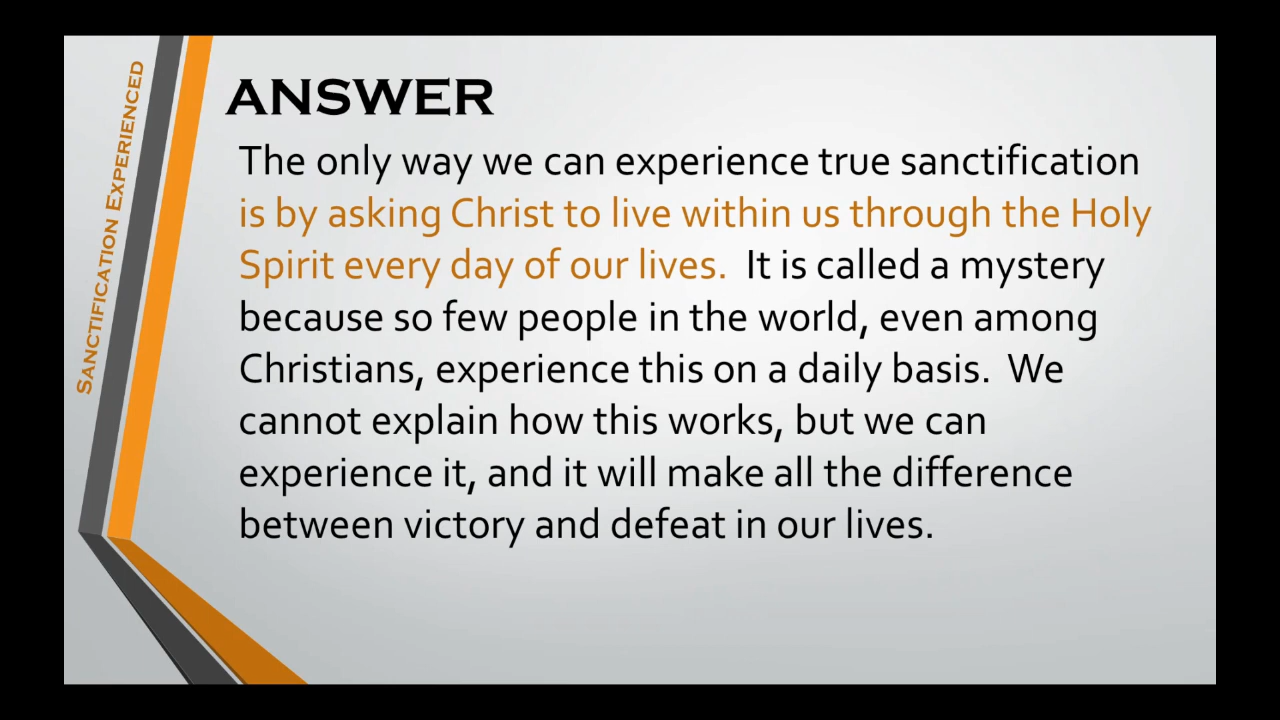 Sanctification Experienced
ANSWER
The only way we can experience true sanctification
is by asking Christ to live within us through the Holy
Spirit every day of our lives.  It is called a mystery
because so few people in the world, even among
Christians, experience this on a daily basis.  We
cannot explain how this works, but we can
experience it, and it will make all the difference
between victory and defeat in our lives.